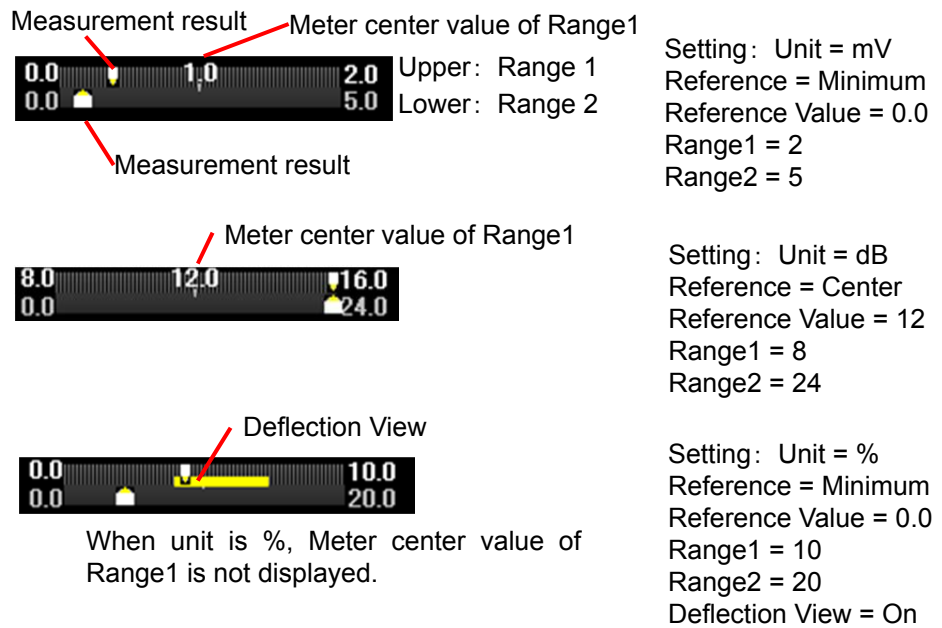 Measurement result
Meter center value of Range1
0.0 1.0 2.0
0.0 5.0
Upper: Range 1
Lower: Range 2
Measurement result
Setting: Unit = mV
Reference = Minimum
Reference Value = 0.0
Range1 = 2
Range2 = 5
Meter center value of Range1
8.0 12.0 16.0
0.0 24.0
Setting: Unit = dB
Reference = Center
Reference Value = 12
Range1 = 8
Range2 = 24
Deflection View
0.0 10.0
0.0 20.0
When unit is %, Meter center value of
Range1 is not displayed.
Setting: Unit = %
Reference = Minimum
Reference Value = 0.0
Range1 = 10
Range2 = 20
Deflection View = On